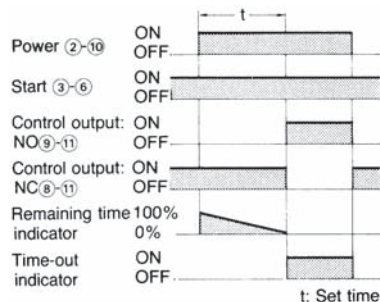 t
Power ②-⑩ ON
OFF
Start ③-⑥ ON
OFF
Control output: ON
NO⑨-⑪ OFF
Control output: ON
NC⑧-⑪ OFF
Remaining time 100%
indicator 0%
Time-out ON
indicator OFF
t: Set time